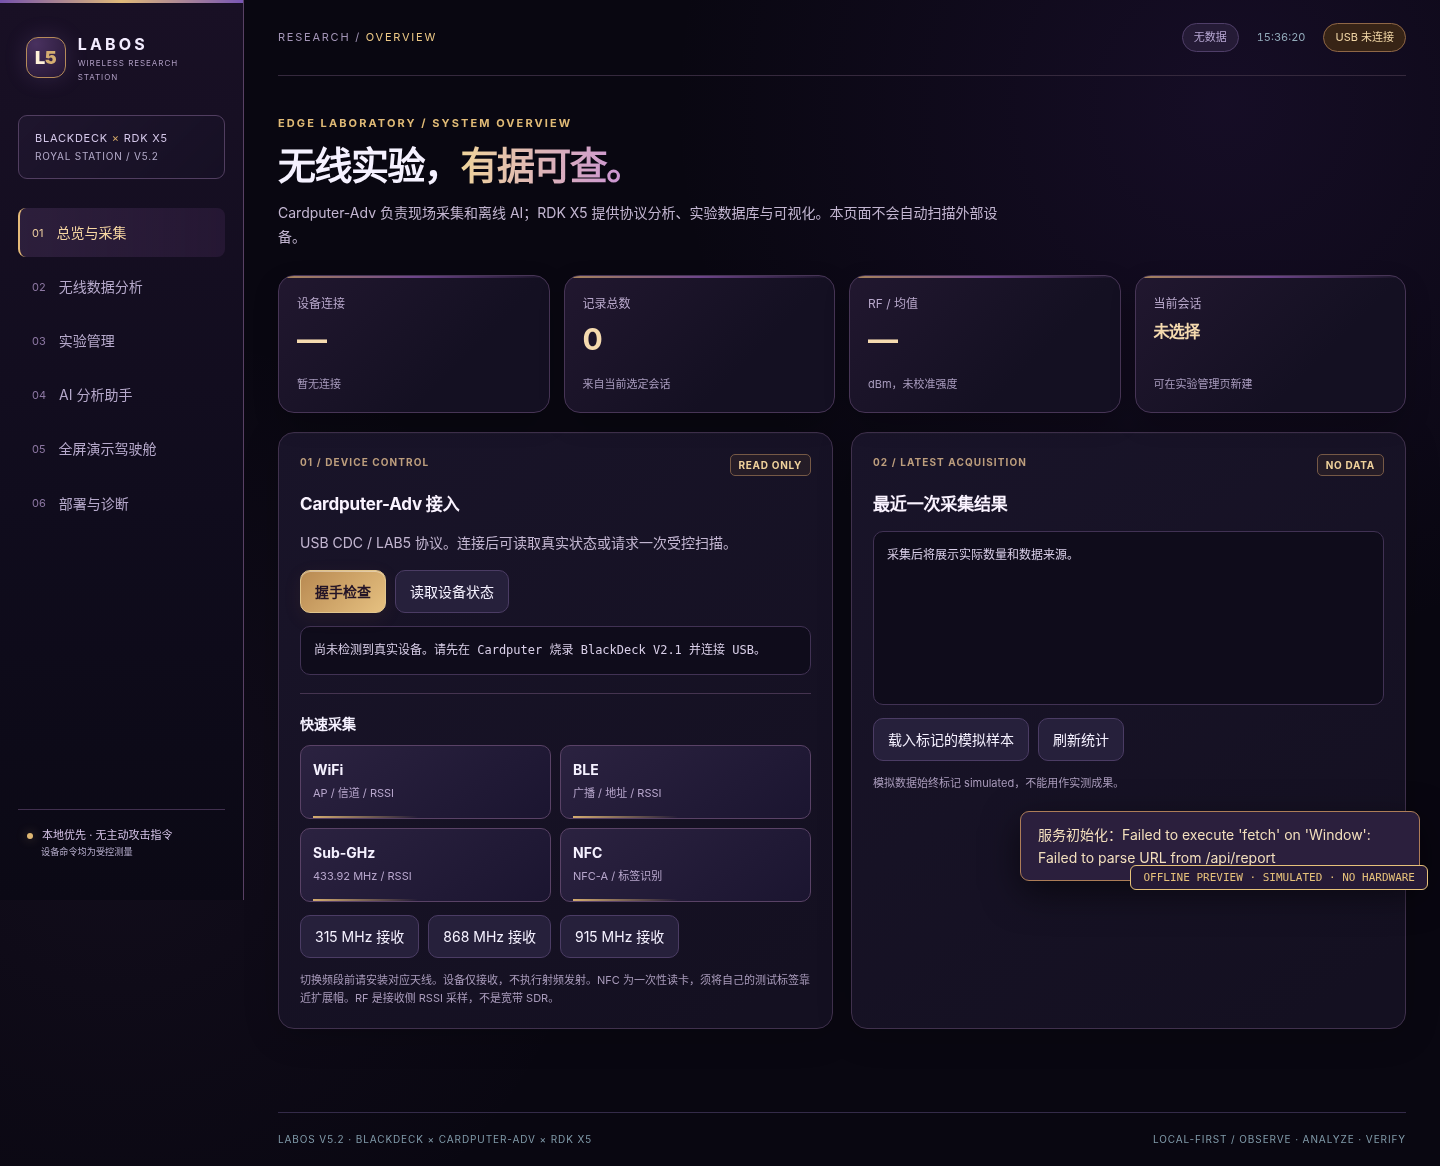 L5
LABOS
WIRELESS RESEARCH
STATION
BLACKDECK × RDK X5
ROYAL STATION / V5.2
01 总览与采集
02 无线数据分析
03 实验管理
04 AI 分析助手
05 全屏演示驾驶舱
06 部署与诊断
本地优先 · 无主动攻击指令
设备命令均为受控测量
RESEARCH / OVERVIEW
无数据
15:36:20
USB 未连接
EDGE LABORATORY / SYSTEM OVERVIEW
无线实验，有据可查。
Cardputer-Adv 负责现场采集和离线 AI；RDK X5 提供协议分析、实验数据库与可视化。本页面不会自动扫描外部设
备。
设备连接
—
暂无连接
记录总数
0
来自当前选定会话
RF / 均值
—
dBm，未校准强度
当前会话
未选择
可在实验管理页新建
01 / DEVICE CONTROL
READ ONLY
Cardputer-Adv 接入
USB CDC / LAB5 协议。连接后可读取真实状态或请求一次受控扫描。
握手检查
读取设备状态
尚未检测到真实设备。请先在 Cardputer 烧录 BlackDeck V2.1 并连接 USB。
快速采集
WiFi
AP / 信道 / RSSI
BLE
广播 / 地址 / RSSI
Sub-GHz
433.92 MHz / RSSI
NFC
NFC-A / 标签识别
315 MHz 接收
868 MHz 接收
915 MHz 接收
切换频段前请安装对应天线。设备仅接收，不执行射频发射。NFC 为一次性读卡，须将自己的测试标签靠
近扩展帽。RF 是接收侧 RSSI 采样，不是宽带 SDR。
02 / LATEST ACQUISITION
NO DATA
最近一次采集结果
采集后将展示实际数量和数据来源。
载入标记的模拟样本
刷新统计
模拟数据始终标记 simulated，不能用作实测成果。
服务初始化：Failed to execute 'fetch' on 'Window':
Failed to parse URL from /api/report
OFFLINE PREVIEW · SIMULATED · NO HARDWARE
LABOS V5.2 · BLACKDECK × CARDPUTER-ADV × RDK X5
LOCAL-FIRST / OBSERVE · ANALYZE · VERIFY